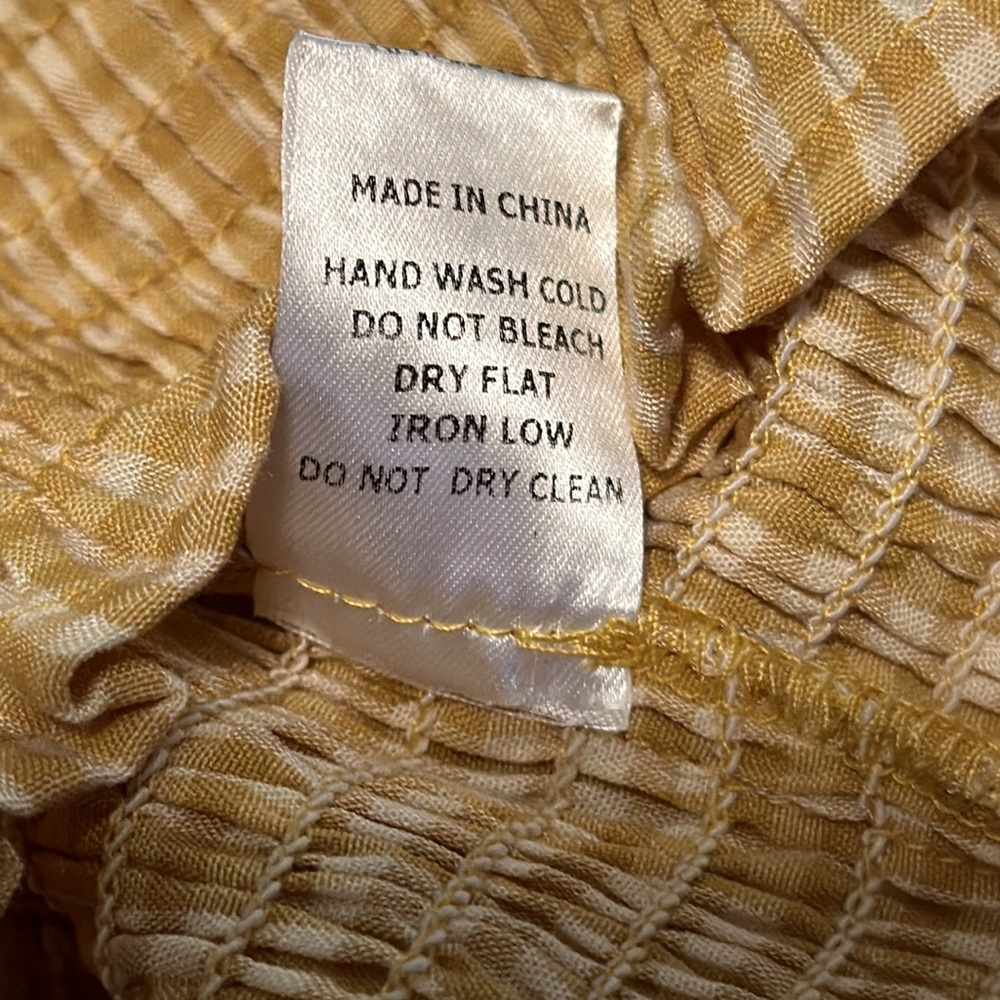 MADE IN CHINA
HAND WASH COLD
DO NOT BLEACH
DRY FLAT
IRON LOW
DO NOT DRY CLEAN